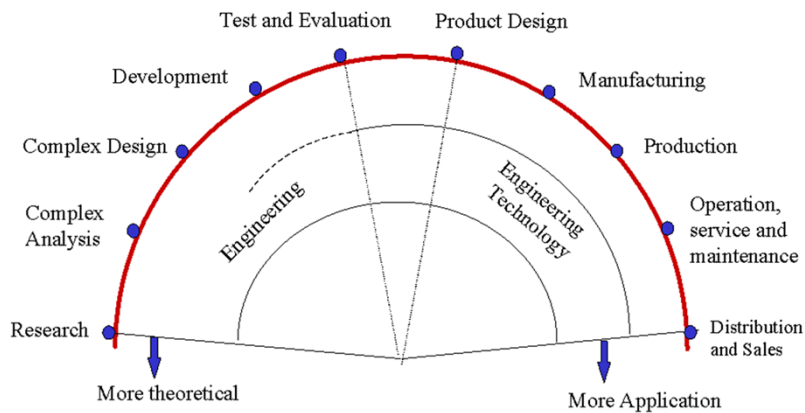 Test and Evaluation
Product Design
Development
Manufacturing
Complex Design
Production
Engineering
Engineering
Technology
Complex
Analysis
Operation,
service and
maintenance
Research
Distribution
and Sales
More theoretical
More Application